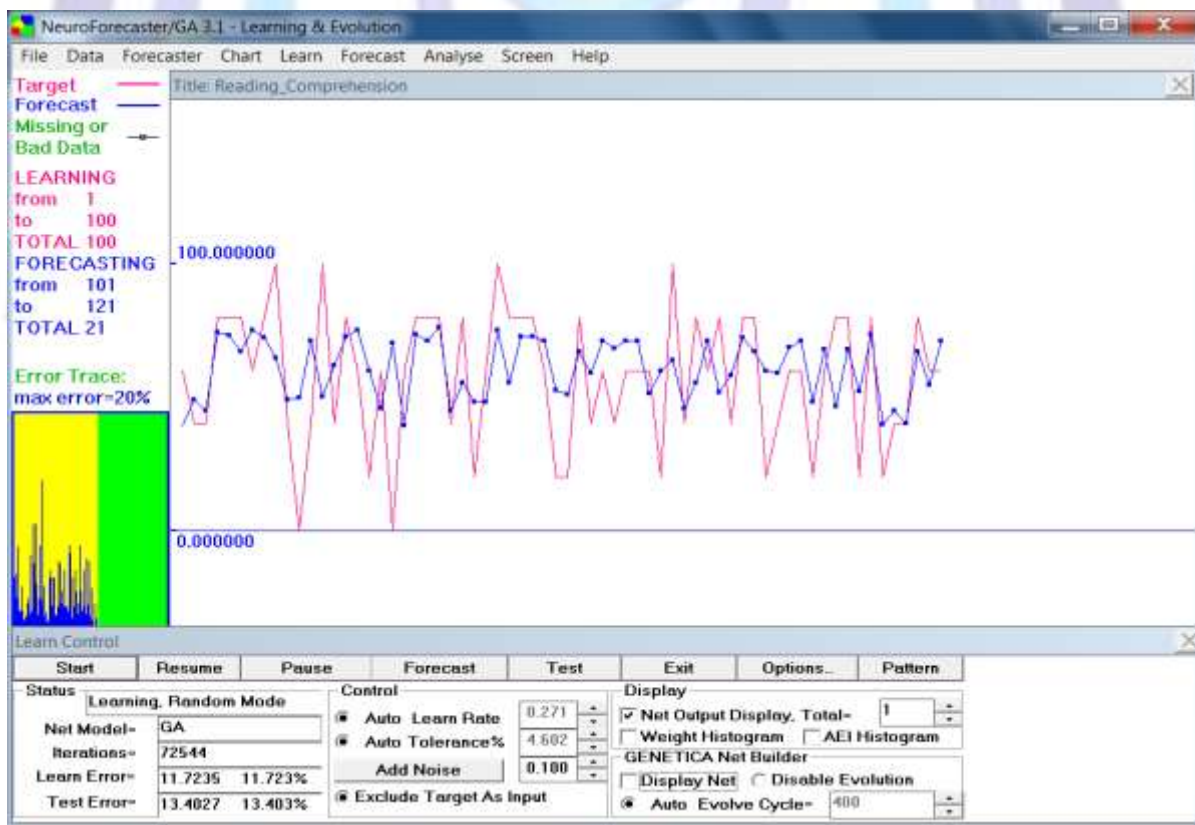 NeuroForecaster/GA 3.1 - Learning & Evolution
File Data Forecaster Chart Learn Forecast Analyse Screen Help
Target
Forecast
Missing or
Bad Data
LEARNING
from 1
to 100
TOTAL 100
FORECASTING
from 101
to 121
TOTAL 21
Error Trace:
max error=20%
Title: Reading_Comprehension
100.000000
0.000000
Learn Control
Start Resume Pause Forecast Test Exit Options.. Pattern
Status
Learning, Random Mode
Net Model= GA
Iterations= 72544
Learn Error= 11.7235 11.723%
Test Error= 13.4027 13.403%
Control
Auto Learn Rate 0.271
Auto Tolerance% 4.602
Add Noise 0.100
Exclude Target As Input
Display
Net Output Display, Total= 1
Weight Histogram AEI Histogram
GENETICA Net Builder
Display Net Disable Evolution
Auto Evolve Cycle= 400